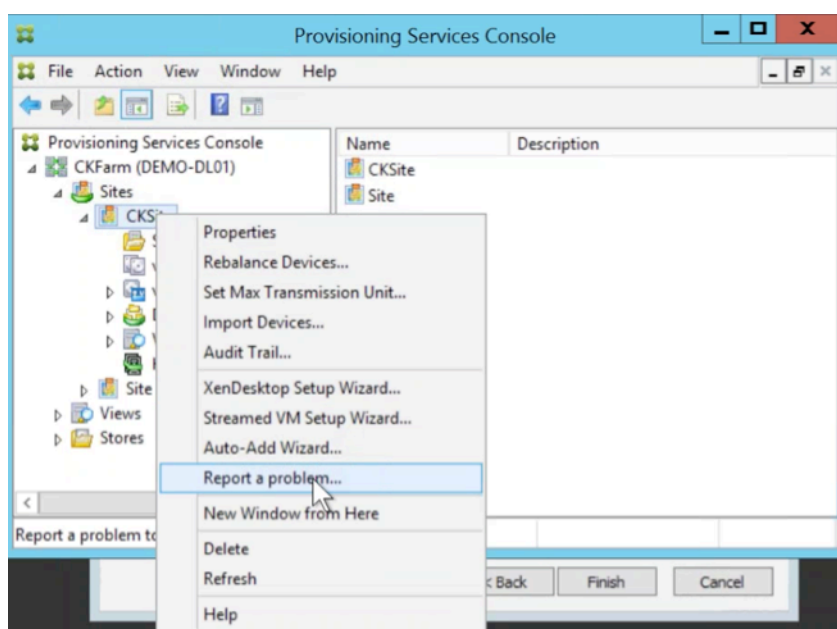 Provisioning Services Console
File Action View Window Help
Provisioning Services Console
CKFarm (DEMO-DL01)
Sites
CKSi
Site
Views
Stores
Name Description
CKSite
Site
Properties
Rebalance Devices...
Set Max Transmission Unit...
Import Devices...
Audit Trail...
XenDesktop Setup Wizard...
Streamed VM Setup Wizard...
Auto-Add Wizard...
Report a problem...
New Window from Here
Delete
Refresh
Help
Report a problem to
< Back Finish Cancel